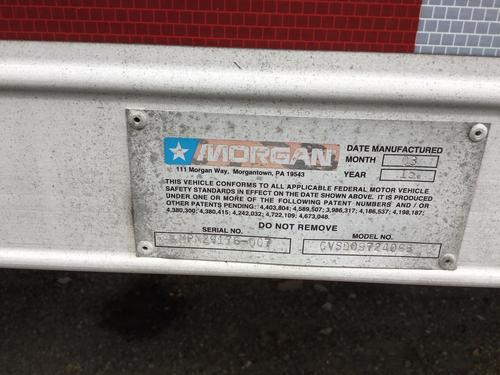 MORGAN
111 Morgan Way, Morgantown, PA 19543
DATE MANUFACTURED
MONTH 03
YEAR
THIS VEHICLE CONFORMS TO ALL APPLICABLE FEDERAL MOTOR VEHICLE
SAFETY STANDARDS IN EFFECT ON THE DATE SHOWN ABOVE. IT IS PRODUCED
UNDER ONE OR MORE OF THE FOLLOWING PATENT NUMBERS AND / OR
OTHER PATENTS PENDING: 4,403,804; 4,589,507; 3,986,317; 4,186,537; 4,198,187;
4,380,300; 4,380,415; 4,242,032; 4,722,109; 4,673,048.
DO NOT REMOVE
SERIAL NO.
MODEL NO.